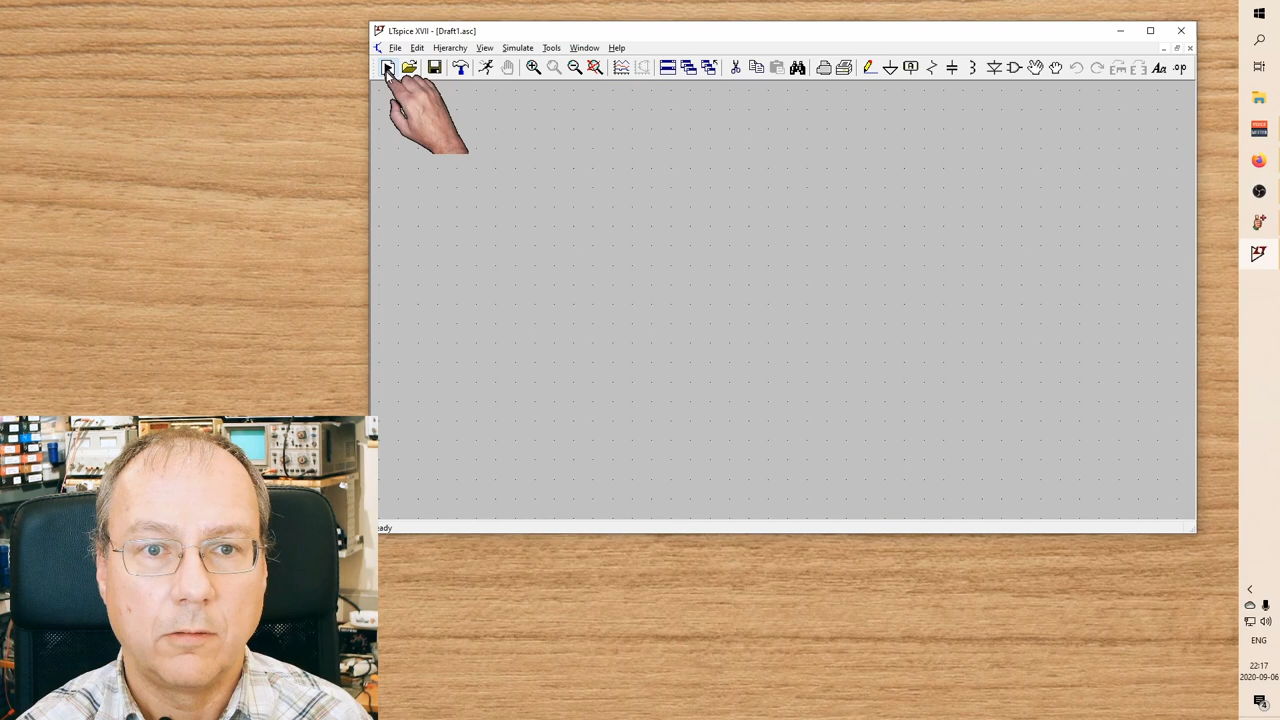 LTspice XVII - [Draft1.asc]
File Edit Hierarchy View Simulate Tools Window Help
Aa .op
eady
ENG
22:17
2020-09-06
4